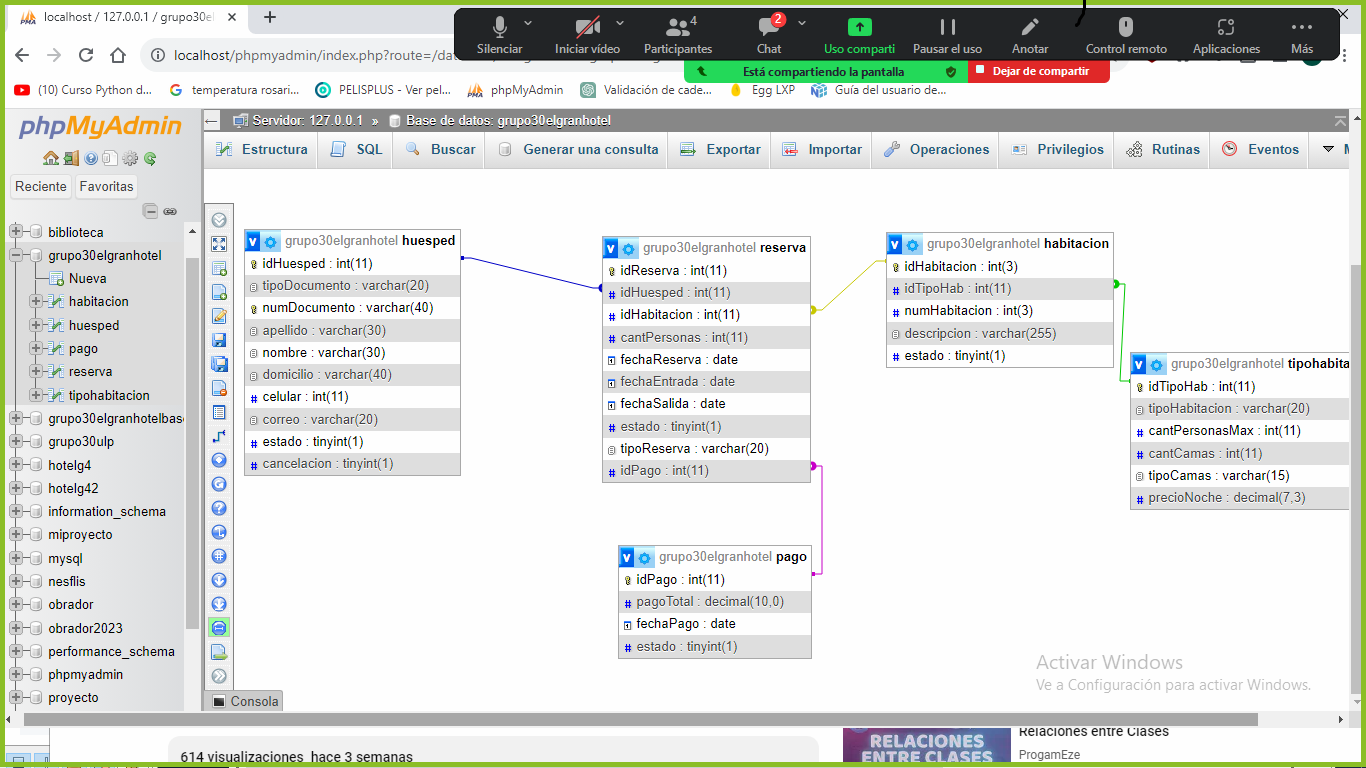 localhost / 127.0.0.1 / grupo30el
localhost/phpmyadmin/index.php?route=/da
Silenciar
Iniciar vídeo
4
Participantes
2
Chat
Uso comparti
Pausar el uso
Anotar
Control remoto
Aplicaciones
Más
Está compartiendo la pantalla
Dejar de compartir
(10) Curso Python d...
temperatura rosari...
PELISPLUS - Ver pel...
phpMyAdmin
Validación de cade...
Egg LXP
Guía del usuario de...
phpMyAdmin
Reciente
Favoritas
biblioteca
grupo30elgranhotel
Nueva
habitacion
huesped
pago
reserva
tipohabitacion
grupo30elgranhotelbas
grupo30ulp
hotelg4
hotelg42
information_schema
miproyecto
mysql
nesflis
obrador
obrador2023
performance_schema
phpmyadmin
proyecto
Servidor: 127.0.0.1 » Base de datos: grupo30elgranhotel
Estructura
SQL
Buscar
Generar una consulta
Exportar
Importar
Operaciones
Privilegios
Rutinas
Eventos
grupo30elgranhotel huesped
idHuesped : int(11)
tipoDocumento : varchar(20)
numDocumento : varchar(40)
apellido : varchar(30)
nombre : varchar(30)
domicilio : varchar(40)
celular : int(11)
correo : varchar(20)
estado : tinyint(1)
cancelacion : tinyint(1)
grupo30elgranhotel reserva
idReserva : int(11)
idHuesped : int(11)
idHabitacion : int(11)
cantPersonas : int(11)
fechaReserva : date
fechaEntrada : date
fechaSalida : date
estado : tinyint(1)
tipoReserva : varchar(20)
idPago : int(11)
grupo30elgranhotel habitacion
idHabitacion : int(3)
idTipoHab : int(11)
numHabitacion : int(3)
descripcion : varchar(255)
estado : tinyint(1)
grupo30elgranhotel tipohabita
idTipoHab : int(11)
tipoHabitacion : varchar(20)
cantPersonasMax : int(11)
cantCamas : int(11)
tipoCamas : varchar(15)
precioNoche : decimal(7,3)
grupo30elgranhotel pago
idPago : int(11)
pagoTotal : decimal(10,0)
fechaPago : date
estado : tinyint(1)
Consola
Activar Windows
Ve a Configuración para activar Windows.
614 visualizaciones hace 3 semanas
RELACIONES
ENTRE CLASES
Relaciones entre Clases
ProgamEze